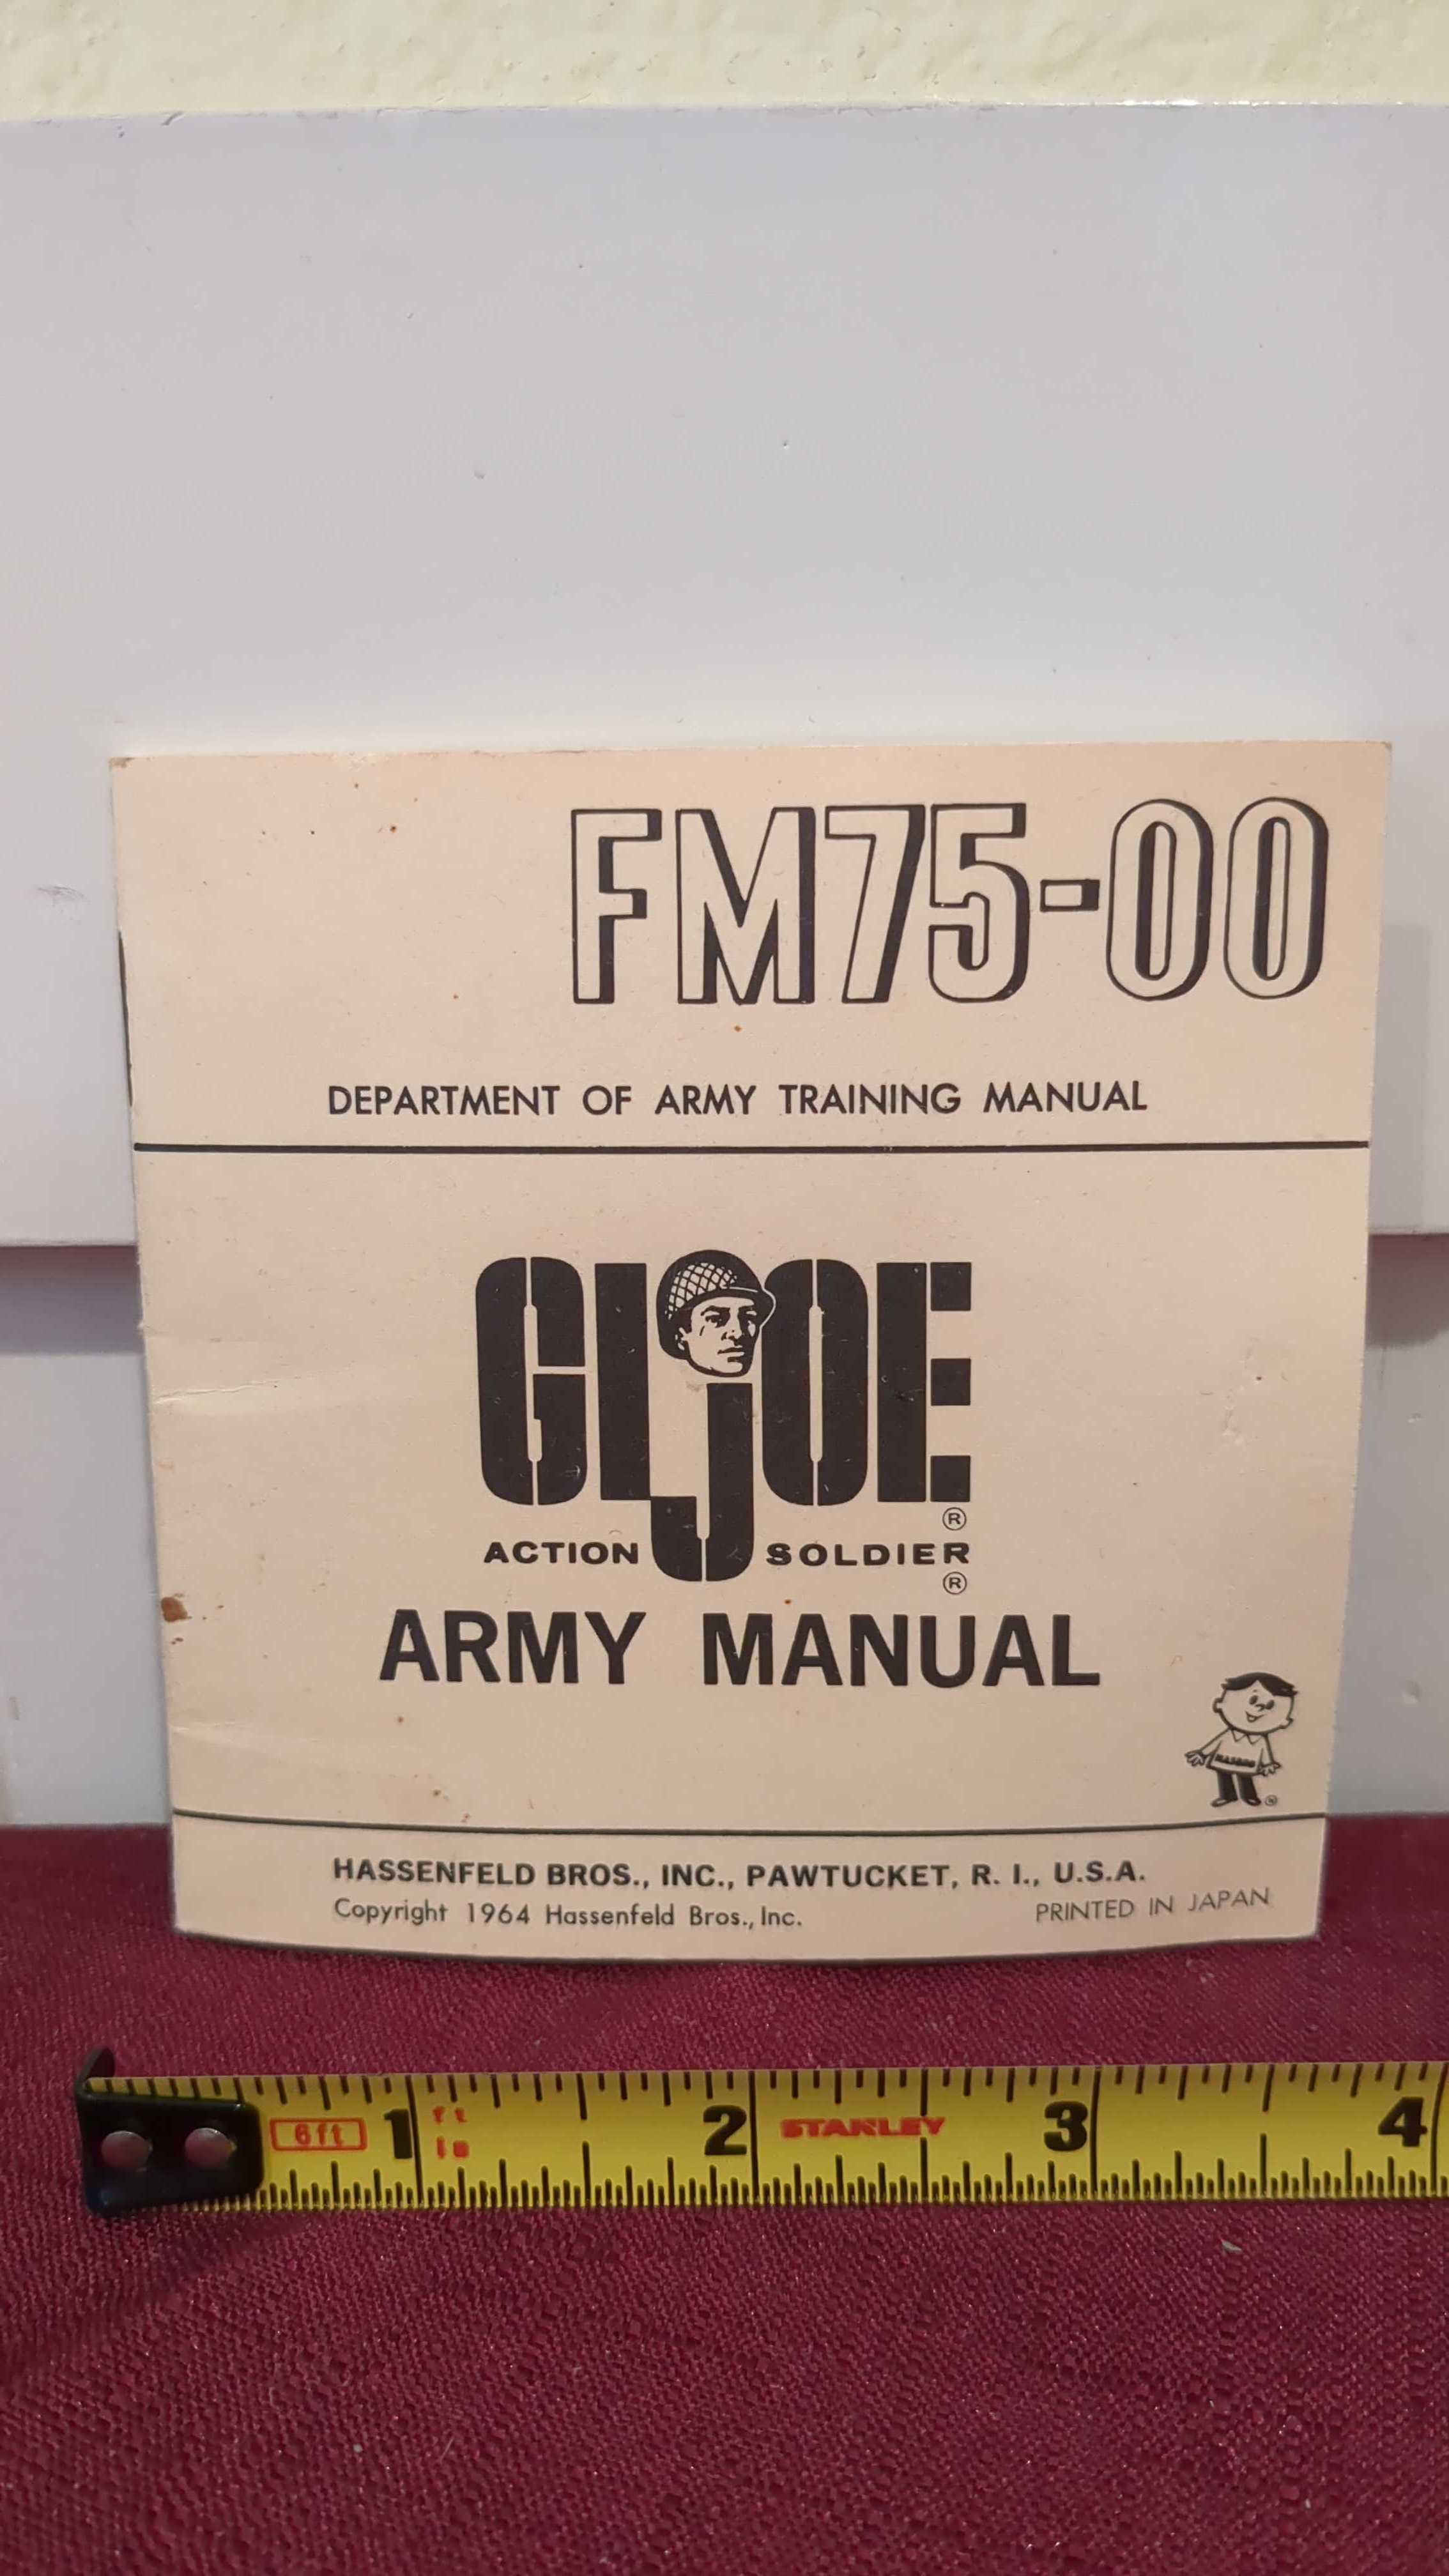 FM75-00
DEPARTMENT OF ARMY TRAINING MANUAL
GI JOE
®
ACTION SOLDIER
®
ARMY MANUAL
HASBRO
®
HASSENFELD BROS., INC., PAWTUCKET, R. I., U.S.A.
Copyright 1964 Hassenfeld Bros., Inc.
PRINTED IN JAPAN
6ft 1 ft 2 STANLEY 3 4
in